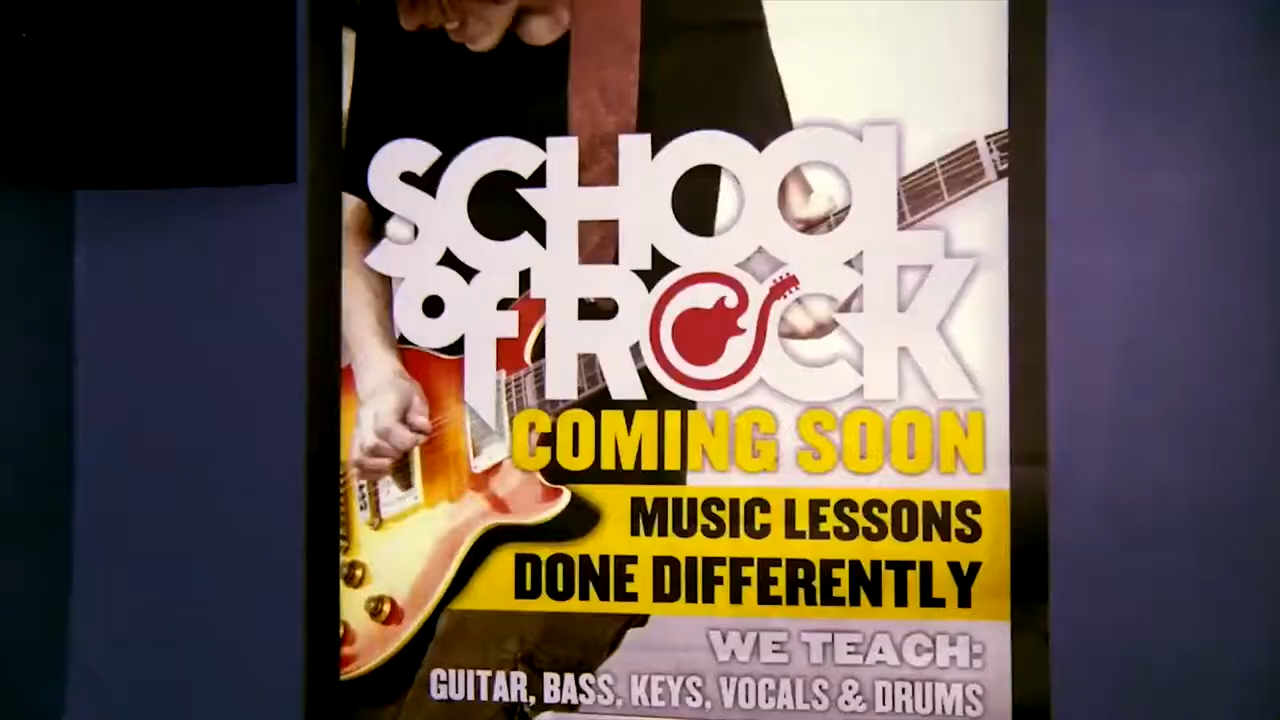 SCHOOL
of ROCK
COMING SOON
MUSIC LESSONS
DONE DIFFERENTLY
WE TEACH:
GUITAR, BASS, KEYS, VOCALS & DRUMS